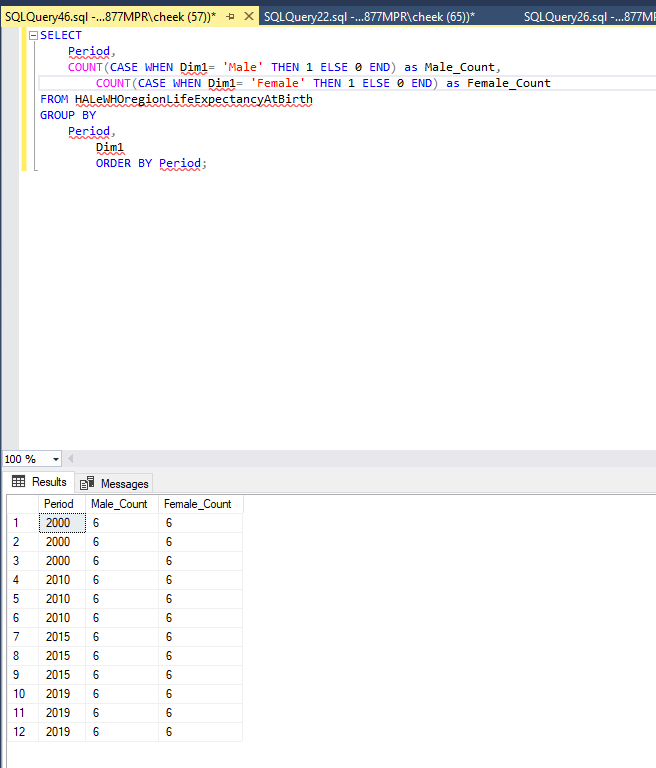 SQLQuery46.sql -...877MPR\cheek (57))* SQLQuery22.sql -...877MPR\cheek (65))* SQLQuery26.sql -...877MP
SELECT
Period,
COUNT(CASE WHEN Dim1= 'Male' THEN 1 ELSE 0 END) as Male_Count,
COUNT(CASE WHEN Dim1= 'Female' THEN 1 ELSE 0 END) as Female_Count
FROM HALeWHOregionLifeExpectancyAtBirth
GROUP BY
Period,
Dim1
ORDER BY Period;
100 %
Results Messages
Period Male_Count Female_Count
1 2000 6 6
2 2000 6 6
3 2000 6 6
4 2010 6 6
5 2010 6 6
6 2010 6 6
7 2015 6 6
8 2015 6 6
9 2015 6 6
10 2019 6 6
11 2019 6 6
12 2019 6 6